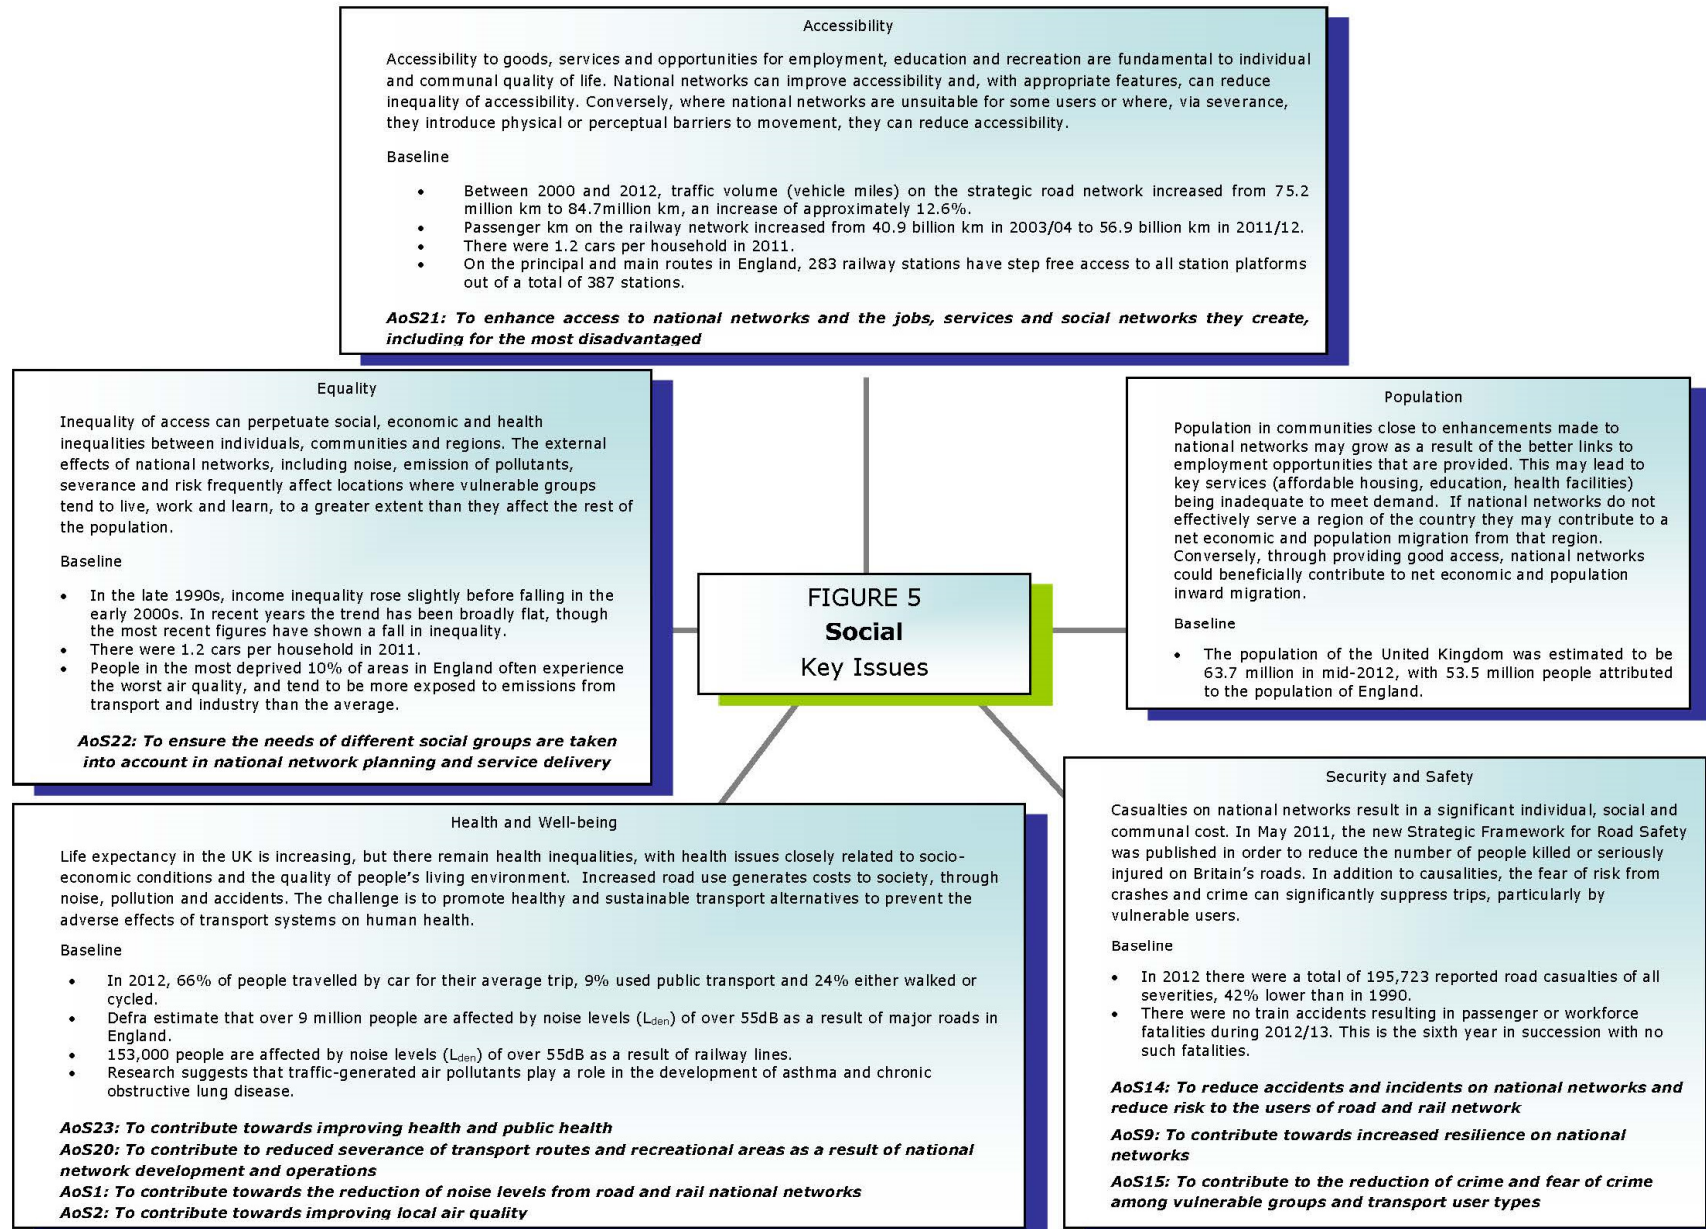 Accessibility
Accessibility to goods, services and opportunities for employment, education and recreation are fundamental to individual
and communal quality of life. National networks can improve accessibility and, with appropriate features, can reduce
inequality of accessibility. Conversely, where national networks are unsuitable for some users or where, via severance,
they introduce physical or perceptual barriers to movement, they can reduce accessibility.
Baseline
• Between 2000 and 2012, traffic volume (vehicle miles) on the strategic road network increased from 75.2
million km to 84.7million km, an increase of approximately 12.6%.
• Passenger km on the railway network increased from 40.9 billion km in 2003/04 to 56.9 billion km in 2011/12.
• There were 1.2 cars per household in 2011.
• On the principal and main routes in England, 283 railway stations have step free access to all station platforms
out of a total of 387 stations.
AoS21: To enhance access to national networks and the jobs, services and social networks they create,
including for the most disadvantaged
Equality
Inequality of access can perpetuate social, economic and health
inequalities between individuals, communities and regions. The external
effects of national networks, including noise, emission of pollutants,
severance and risk frequently affect locations where vulnerable groups
tend to live, work and learn, to a greater extent than they affect the rest of
the population.
Baseline
• In the late 1990s, income inequality rose slightly before falling in the
early 2000s. In recent years the trend has been broadly flat, though
the most recent figures have shown a fall in inequality.
• There were 1.2 cars per household in 2011.
• People in the most deprived 10% of areas in England often experience
the worst air quality, and tend to be more exposed to emissions from
transport and industry than the average.
AoS22: To ensure the needs of different social groups are taken
into account in national network planning and service delivery
FIGURE 5
Social
Key Issues
Population
Population in communities close to enhancements made to
national networks may grow as a result of the better links to
employment opportunities that are provided. This may lead to
key services (affordable housing, education, health facilities)
being inadequate to meet demand. If national networks do not
effectively serve a region of the country they may contribute to a
net economic and population migration from that region.
Conversely, through providing good access, national networks
could beneficially contribute to net economic and population
inward migration.
Baseline
• The population of the United Kingdom was estimated to be
63.7 million in mid-2012, with 53.5 million people attributed
to the population of England.
Health and Well-being
Life expectancy in the UK is increasing, but there remain health inequalities, with health issues closely related to socio-
economic conditions and the quality of people's living environment. Increased road use generates costs to society, through
noise, pollution and accidents. The challenge is to promote healthy and sustainable transport alternatives to prevent the
adverse effects of transport systems on human health.
Baseline
• In 2012, 66% of people travelled by car for their average trip, 9% used public transport and 24% either walked or
cycled.
• Defra estimate that over 9 million people are affected by noise levels (Lden) of over 55dB as a result of major roads in
England.
• 153,000 people are affected by noise levels (Lden) of over 55dB as a result of railway lines.
• Research suggests that traffic-generated air pollutants play a role in the development of asthma and chronic
obstructive lung disease.
AoS23: To contribute towards improving health and public health
AoS20: To contribute to reduced severance of transport routes and recreational areas as a result of national
network development and operations
AoS1: To contribute towards the reduction of noise levels from road and rail national networks
AoS2: To contribute towards improving local air quality
Security and Safety
Casualties on national networks result in a significant individual, social and
communal cost. In May 2011, the new Strategic Framework for Road Safety
was published in order to reduce the number of people killed or seriously
injured on Britain's roads. In addition to causalities, the fear of risk from
crashes and crime can significantly suppress trips, particularly by
vulnerable users.
Baseline
• In 2012 there were a total of 195,723 reported road casualties of all
severities, 42% lower than in 1990.
• There were no train accidents resulting in passenger or workforce
fatalities during 2012/13. This is the sixth year in succession with no
such fatalities.
AoS14: To reduce accidents and incidents on national networks and
reduce risk to the users of road and rail network
AoS9: To contribute towards increased resilience on national
networks
AoS15: To contribute to the reduction of crime and fear of crime
among vulnerable groups and transport user types